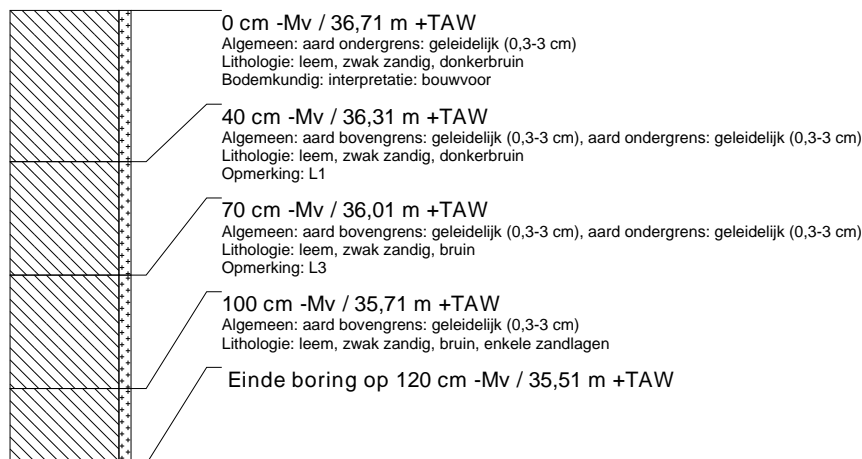 0 cm -Mv / 36,71 m +TAW
Algemeen: aard ondergrens: geleidelijk (0,3-3 cm)
Lithologie: leem, zwak zandig, donkerbruin
Bodemkundig: interpretatie: bouwvoor
40 cm -Mv / 36,31 m +TAW
Algemeen: aard bovengrens: geleidelijk (0,3-3 cm), aard ondergrens: geleidelijk (0,3-3 cm)
Lithologie: leem, zwak zandig, donkerbruin
Opmerking: L1
70 cm -Mv / 36,01 m +TAW
Algemeen: aard bovengrens: geleidelijk (0,3-3 cm), aard ondergrens: geleidelijk (0,3-3 cm)
Lithologie: leem, zwak zandig, bruin
Opmerking: L3
100 cm -Mv / 35,71 m +TAW
Algemeen: aard bovengrens: geleidelijk (0,3-3 cm)
Lithologie: leem, zwak zandig, bruin, enkele zandlagen
Einde boring op 120 cm -Mv / 35,51 m +TAW